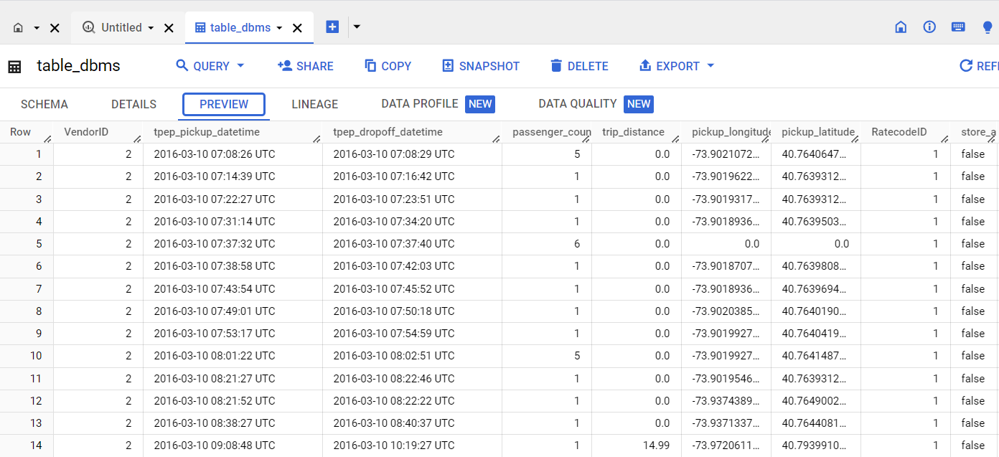 Untitled table_dbms
table_dbms QUERY SHARE COPY SNAPSHOT DELETE EXPORT REF
SCHEMA DETAILS PREVIEW LINEAGE DATA PROFILE NEW DATA QUALITY NEW
Row VendorID tpep_pickup_datetime tpep_dropoff_datetime passenger_coun trip_distance pickup_longitude pickup_latitude RatecodeID store_a
1 2 2016-03-10 07:08:26 UTC 2016-03-10 07:08:29 UTC 5 0.0 -73.9021072... 40.7640647... 1 false
2 2 2016-03-10 07:14:39 UTC 2016-03-10 07:16:42 UTC 1 0.0 -73.9019622... 40.7639312... 1 false
3 2 2016-03-10 07:22:27 UTC 2016-03-10 07:23:51 UTC 1 0.0 -73.9019317... 40.7639312... 1 false
4 2 2016-03-10 07:31:14 UTC 2016-03-10 07:34:20 UTC 1 0.0 -73.9018936... 40.7639503... 1 false
5 2 2016-03-10 07:37:32 UTC 2016-03-10 07:37:40 UTC 6 0.0 0.0 0.0 1 false
6 2 2016-03-10 07:38:58 UTC 2016-03-10 07:42:03 UTC 1 0.0 -73.9018707... 40.7639808... 1 false
7 2 2016-03-10 07:43:54 UTC 2016-03-10 07:45:52 UTC 1 0.0 -73.9018936... 40.7639694... 1 false
8 2 2016-03-10 07:49:01 UTC 2016-03-10 07:50:18 UTC 1 0.0 -73.9020385... 40.7640190... 1 false
9 2 2016-03-10 07:53:17 UTC 2016-03-10 07:54:59 UTC 1 0.0 -73.9019927... 40.7640419... 1 false
10 2 2016-03-10 08:01:22 UTC 2016-03-10 08:02:51 UTC 5 0.0 -73.9019927... 40.7641487... 1 false
11 2 2016-03-10 08:21:27 UTC 2016-03-10 08:22:46 UTC 1 0.0 -73.9019546... 40.7639312... 1 false
12 2 2016-03-10 08:21:52 UTC 2016-03-10 08:22:22 UTC 1 0.0 -73.9374389... 40.7649002... 1 false
13 2 2016-03-10 08:38:27 UTC 2016-03-10 08:40:37 UTC 1 0.0 -73.9371337... 40.7644081... 1 false
14 2 2016-03-10 09:08:48 UTC 2016-03-10 10:19:27 UTC 1 14.99 -73.9720611... 40.7939910... 1 false